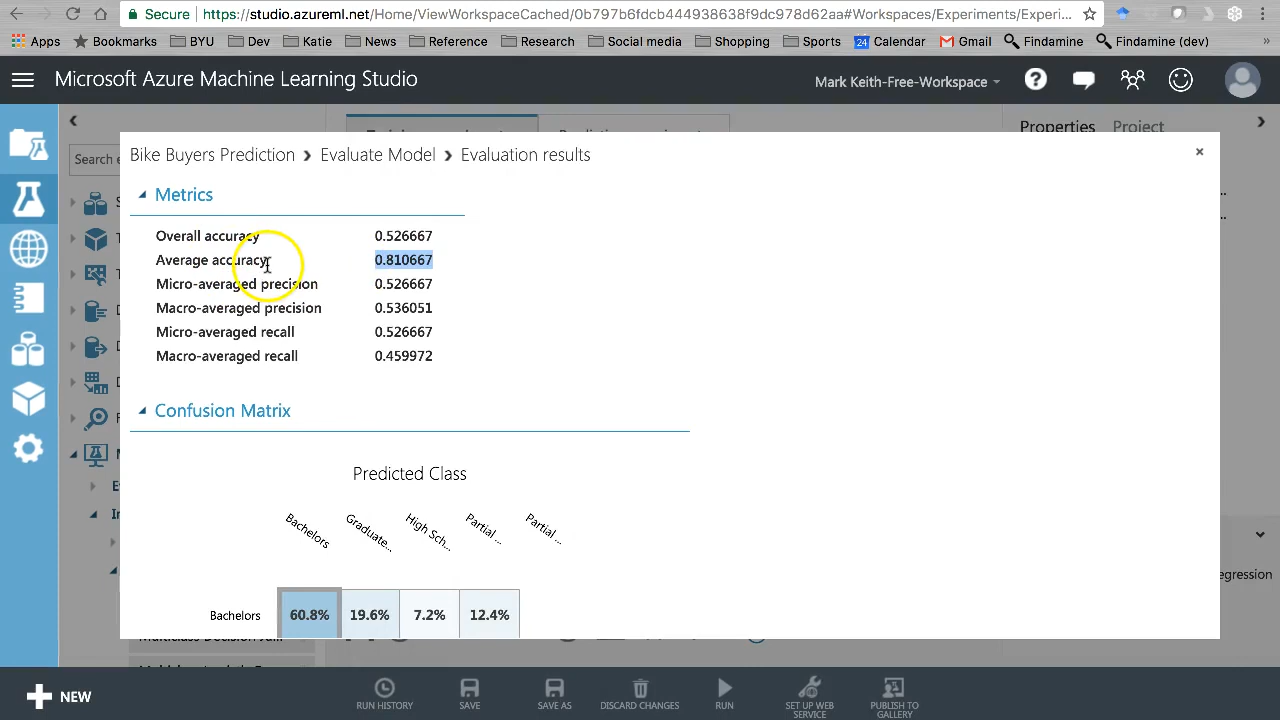 Secure https://studio.azureml.net/Home/ViewWorkspaceCached/0b797b6fdcb444938638f9dc978d62aa#Workspaces/Experiments/Experi...
Apps Bookmarks BYU Dev Katie News Reference Research Social media Shopping Sports 24 Calendar Gmail Findamine Findamine (dev) »
Microsoft Azure Machine Learning Studio
Mark Keith-Free-Workspace
Properties Project
Search e
Bike Buyers Prediction > Evaluate Model > Evaluation results
Metrics
Overall accuracy 0.526667
Average accuracy 0.810667
Micro-averaged precision 0.526667
Macro-averaged precision 0.536051
Micro-averaged recall 0.526667
Macro-averaged recall 0.459972
Confusion Matrix
Predicted Class
Bachelors Graduate... High Sch... Partial ... Partial ...
Bachelors 60.8% 19.6% 7.2% 12.4%
egression
NEW
RUN HISTORY
SAVE
SAVE AS
DISCARD CHANGES
RUN
SET UP WEB SERVICE
PUBLISH TO GALLERY